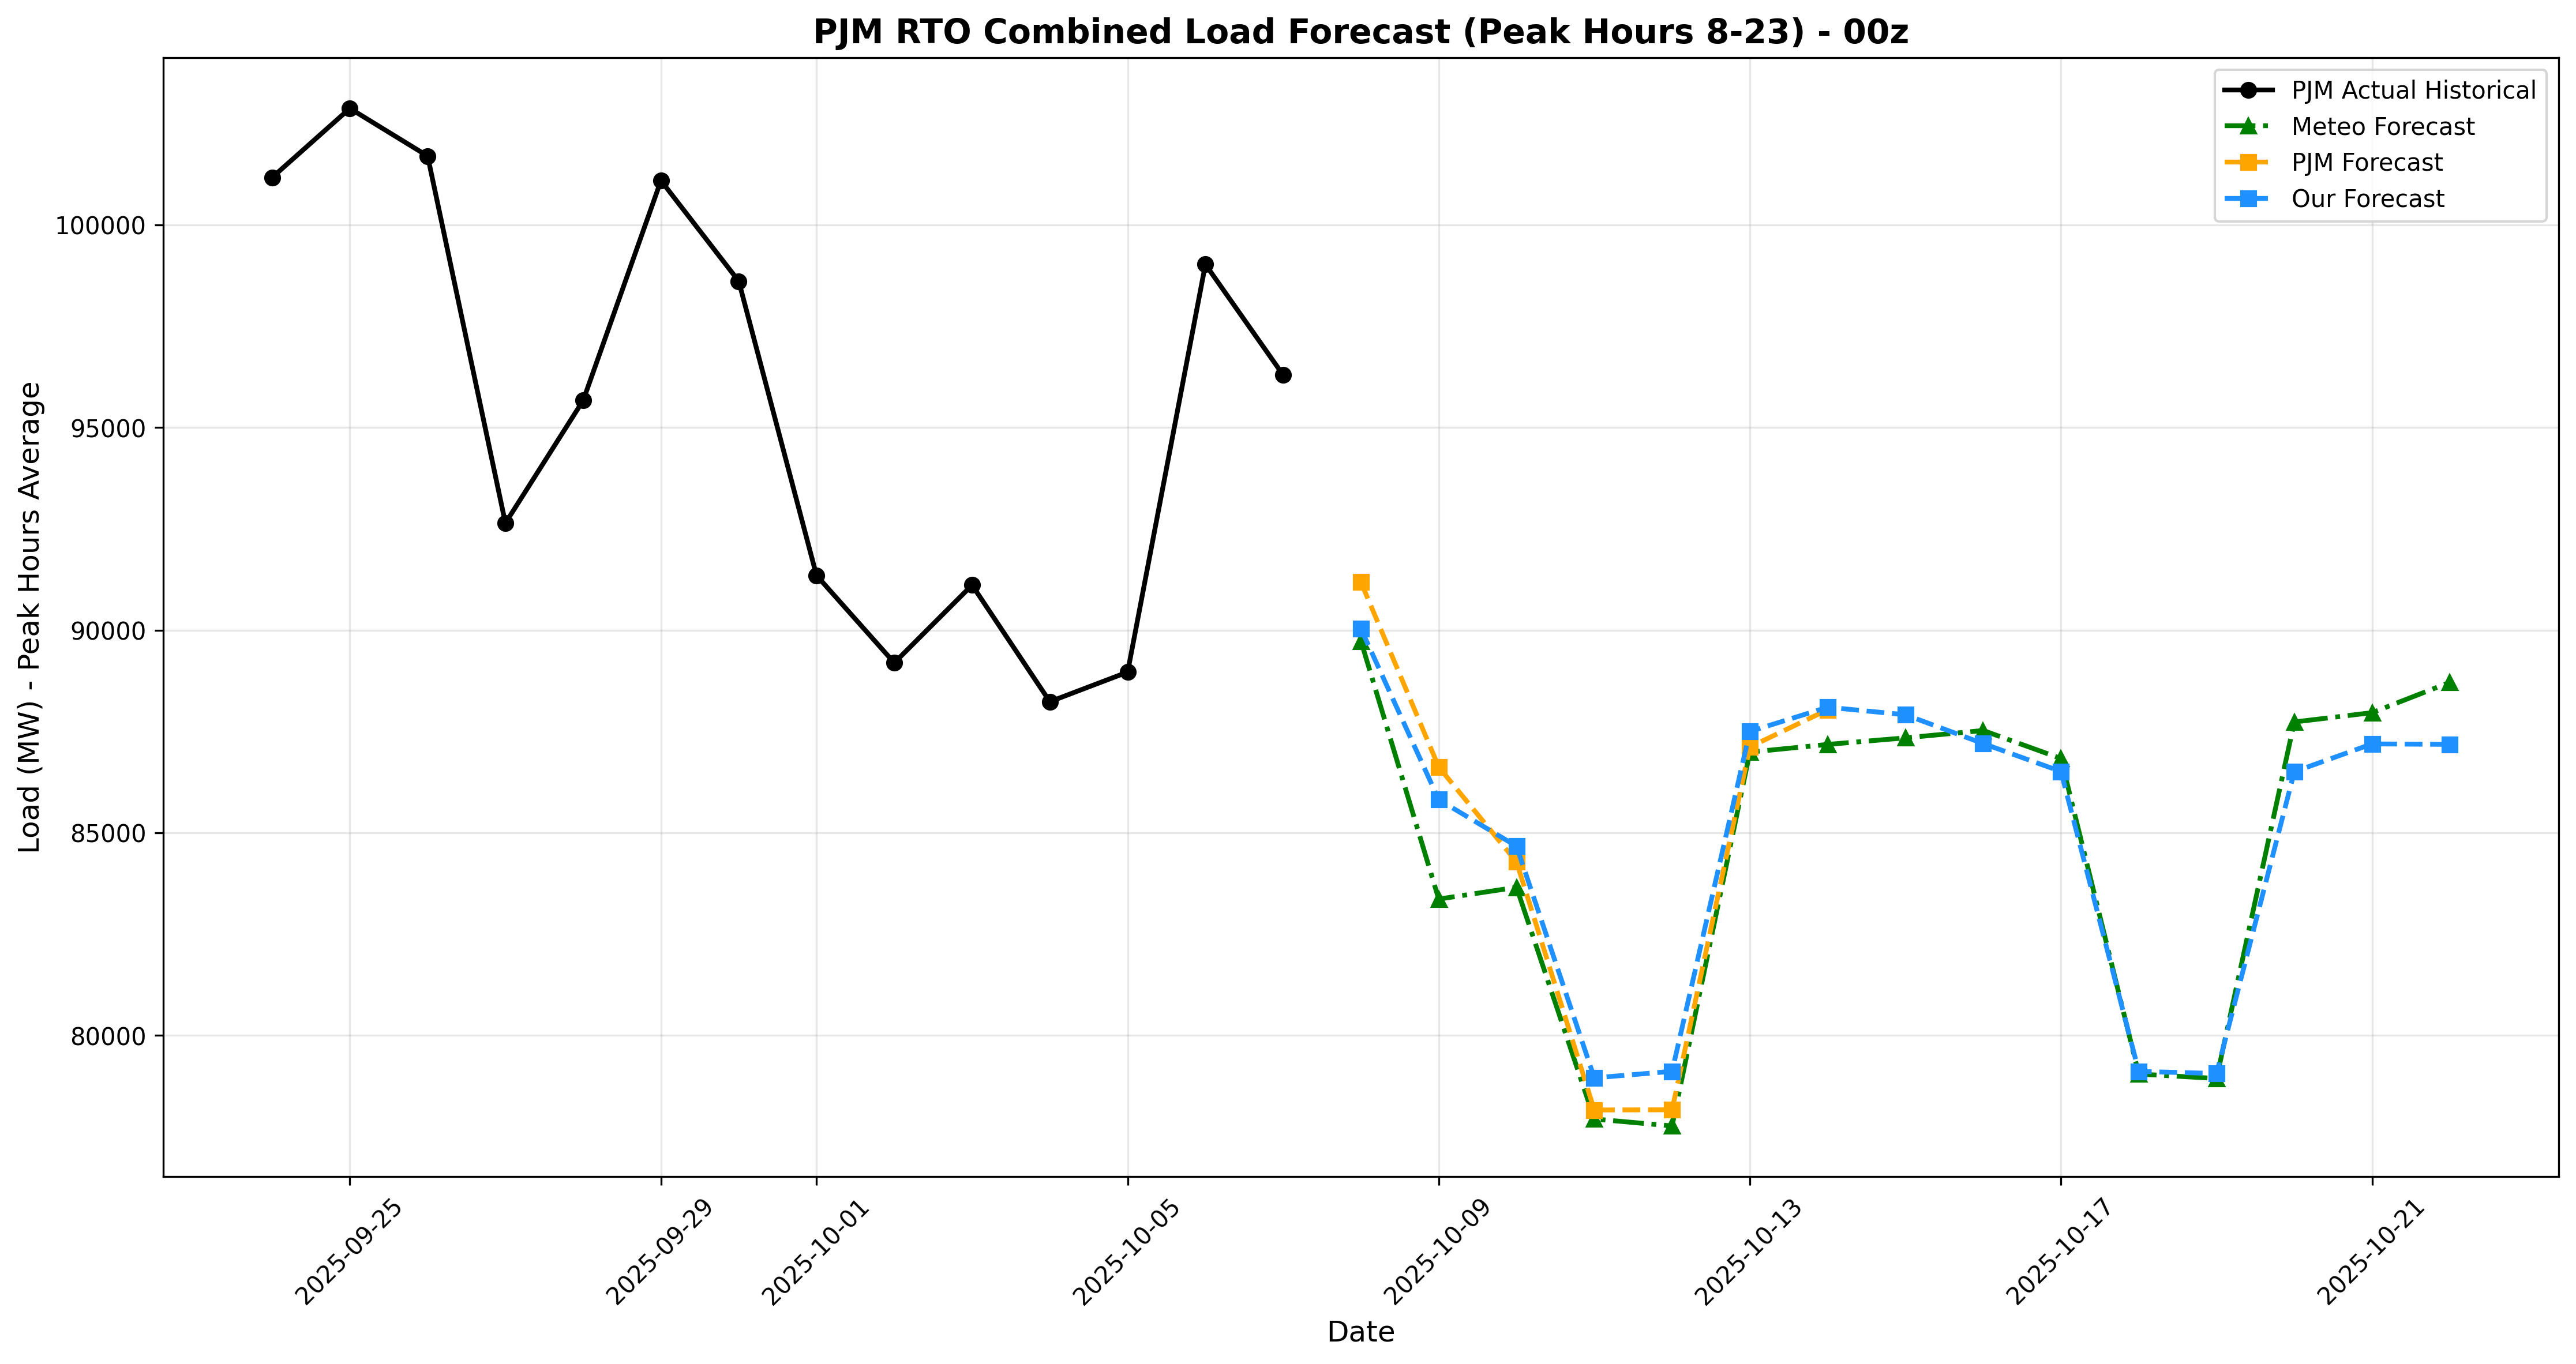 PJM RTO Combined Load Forecast (Peak Hours 8-23) - 00z
PJM Actual Historical
Meteo Forecast
PJM Forecast
Our Forecast
Load (MW) - Peak Hours Average
100000
95000
90000
85000
80000
2025-09-25
2025-09-29
2025-10-01
2025-10-05
2025-10-09
2025-10-13
2025-10-17
2025-10-21
Date